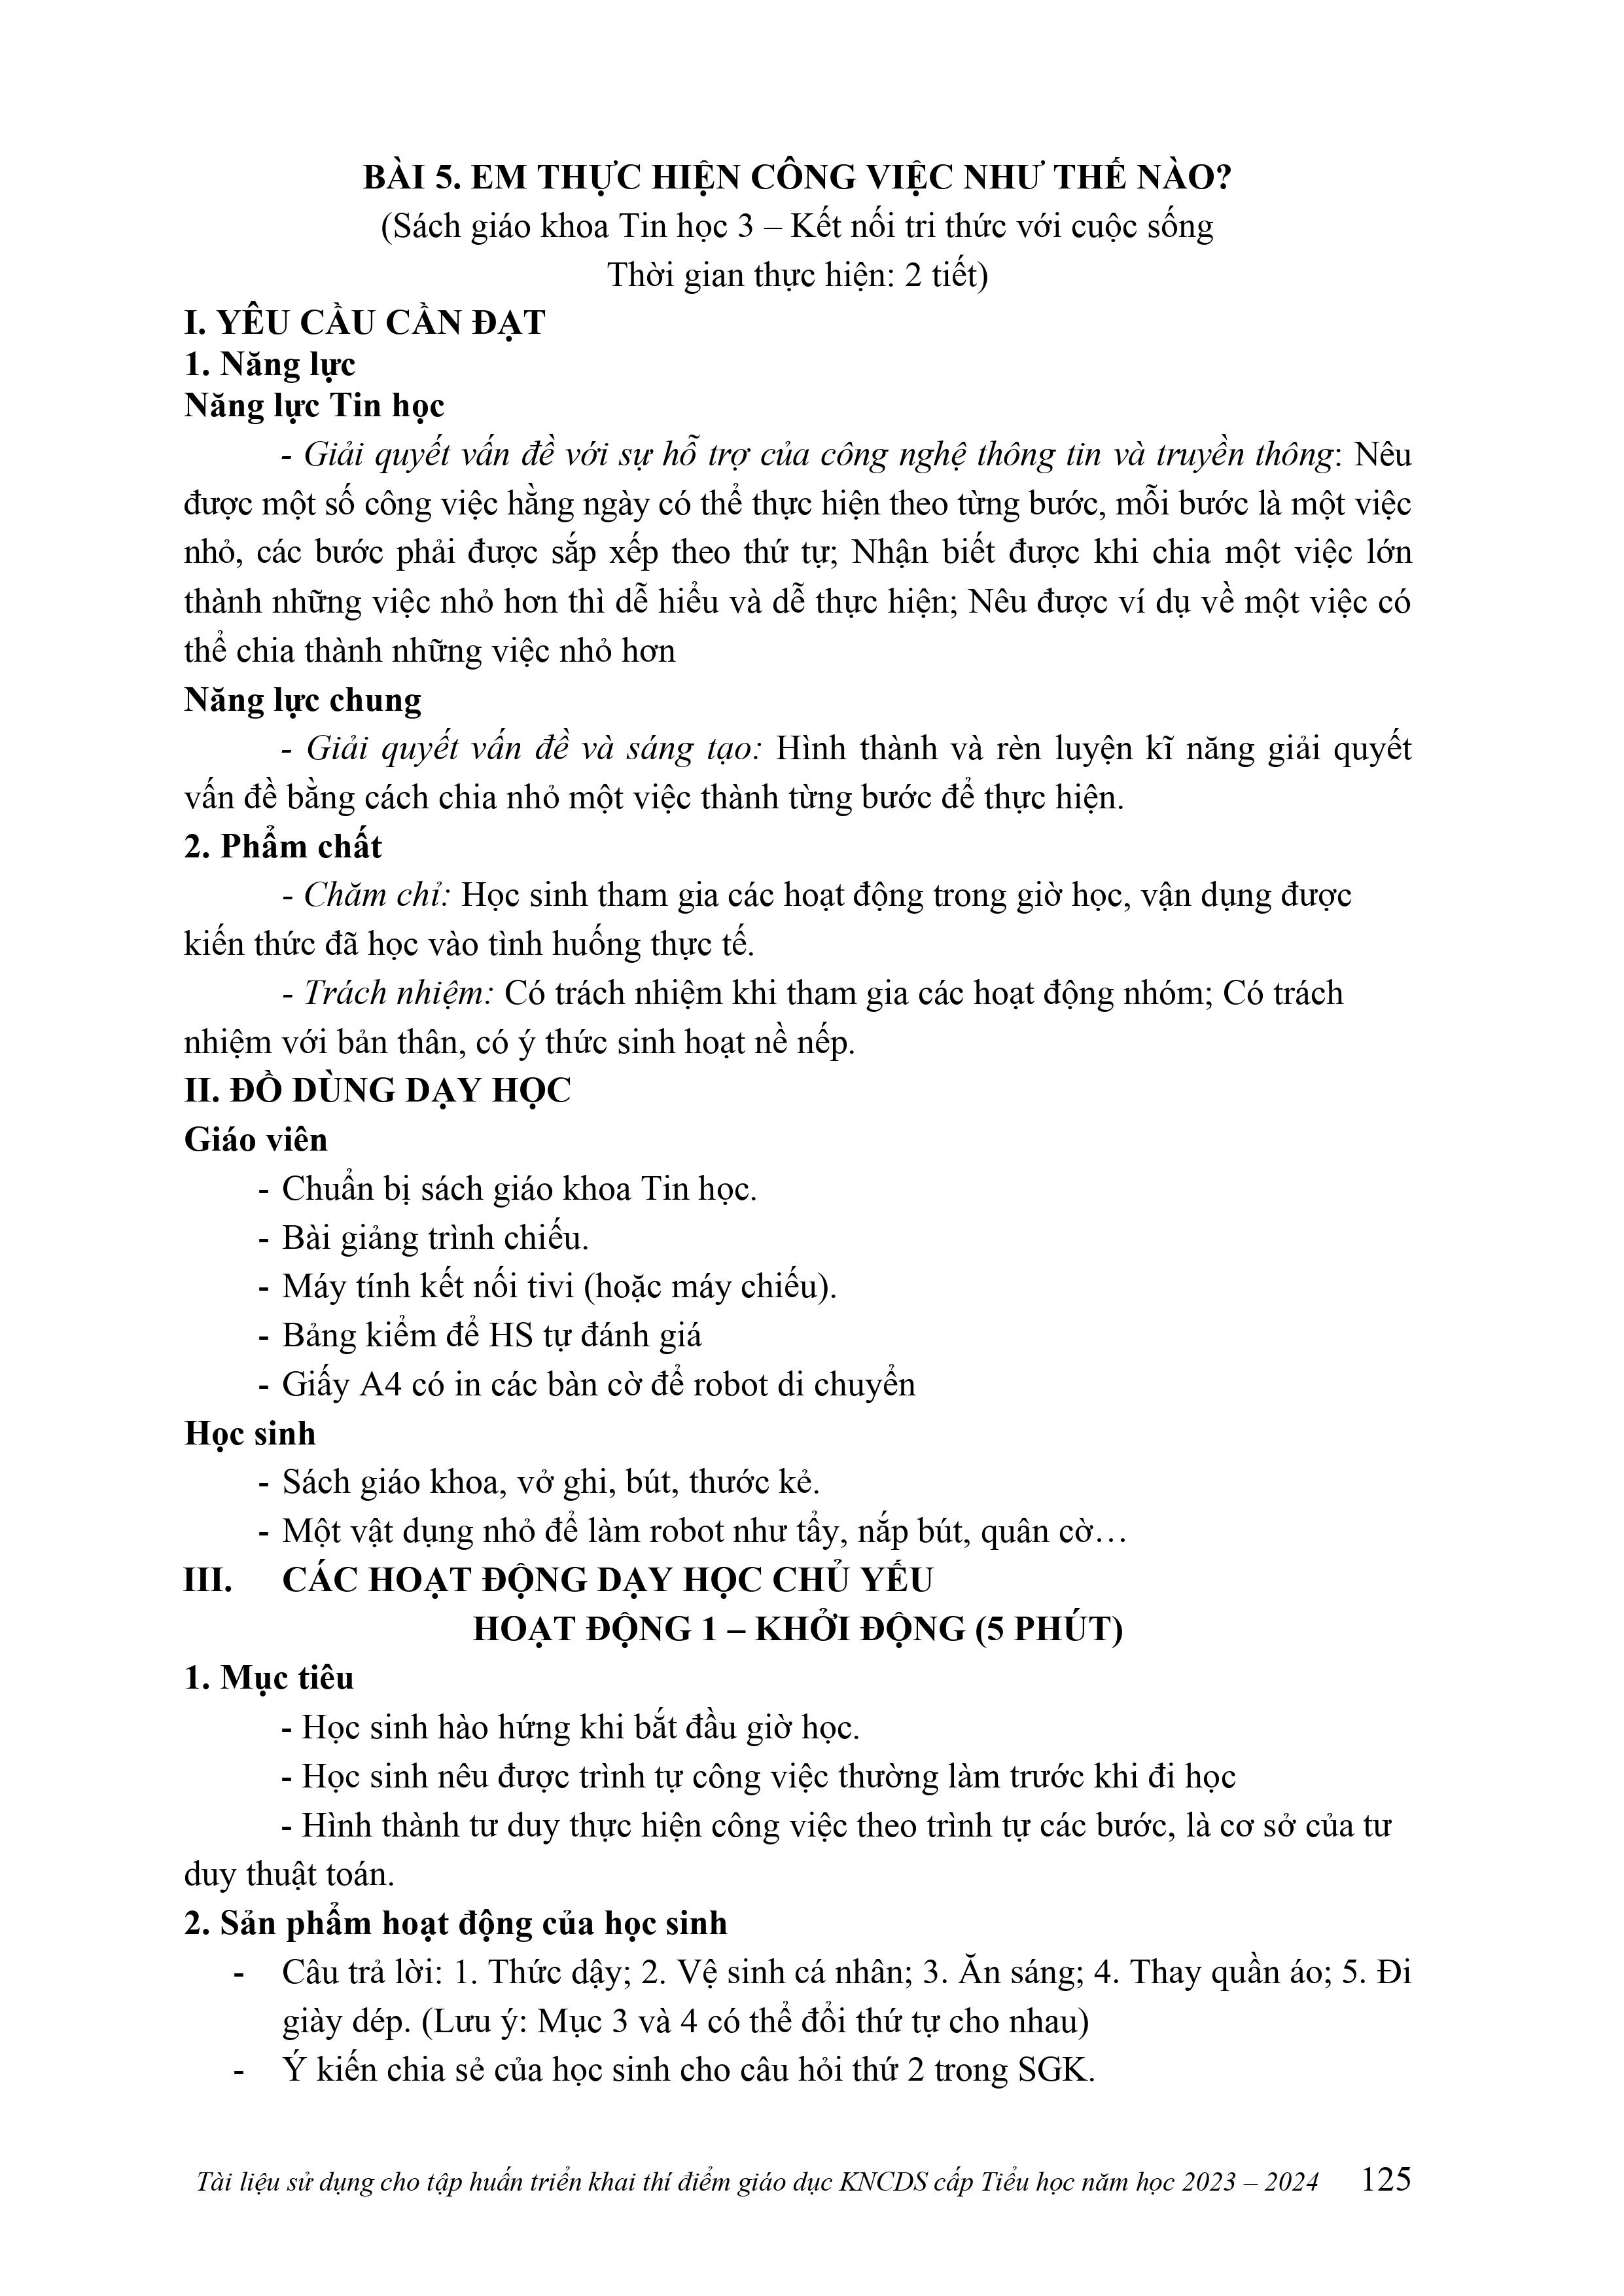 BÀI 5. EM THỰC HIỆN CÔNG VIỆC NHƯ THẾ NÀO?
(Sách giáo khoa Tin học 3 – Kết nối tri thức với cuộc sống
Thời gian thực hiện: 2 tiết)
I. YÊU CẦU CẦN ĐẠT
1. Năng lực
Năng lực Tin học
- Giải quyết vấn đề với sự hỗ trợ của công nghệ thông tin và truyền thông: Nêu
được một số công việc hằng ngày có thể thực hiện theo từng bước, mỗi bước là một việc
nhỏ, các bước phải được sắp xếp theo thứ tự; Nhận biết được khi chia một việc lớn
thành những việc nhỏ hơn thì dễ hiểu và dễ thực hiện; Nêu được ví dụ về một việc có
thể chia thành những việc nhỏ hơn
Năng lực chung
- Giải quyết vấn đề và sáng tạo: Hình thành và rèn luyện kĩ năng giải quyết
vấn đề bằng cách chia nhỏ một việc thành từng bước để thực hiện.
2. Phẩm chất
- Chăm chỉ: Học sinh tham gia các hoạt động trong giờ học, vận dụng được
kiến thức đã học vào tình huống thực tế.
- Trách nhiệm: Có trách nhiệm khi tham gia các hoạt động nhóm; Có trách
nhiệm với bản thân, có ý thức sinh hoạt nề nếp.
II. ĐỒ DÙNG DẠY HỌC
Giáo viên
- Chuẩn bị sách giáo khoa Tin học.
- Bài giảng trình chiếu.
- Máy tính kết nối tivi (hoặc máy chiếu).
- Bảng kiểm để HS tự đánh giá
- Giấy A4 có in các bàn cờ để robot di chuyển
Học sinh
- Sách giáo khoa, vở ghi, bút, thước kẻ.
- Một vật dụng nhỏ để làm robot như tẩy, nắp bút, quân cờ…
III. CÁC HOẠT ĐỘNG DẠY HỌC CHỦ YẾU
HOẠT ĐỘNG 1 – KHỞI ĐỘNG (5 PHÚT)
1. Mục tiêu
- Học sinh hào hứng khi bắt đầu giờ học.
- Học sinh nêu được trình tự công việc thường làm trước khi đi học
- Hình thành tư duy thực hiện công việc theo trình tự các bước, là cơ sở của tư
duy thuật toán.
2. Sản phẩm hoạt động của học sinh
- Câu trả lời: 1. Thức dậy; 2. Vệ sinh cá nhân; 3. Ăn sáng; 4. Thay quần áo; 5. Đi
giày dép. (Lưu ý: Mục 3 và 4 có thể đổi thứ tự cho nhau)
- Ý kiến chia sẻ của học sinh cho câu hỏi thứ 2 trong SGK.
Tài liệu sử dụng cho tập huấn triển khai thí điểm giáo dục KNCDS cấp Tiểu học năm học 2023 – 2024 125